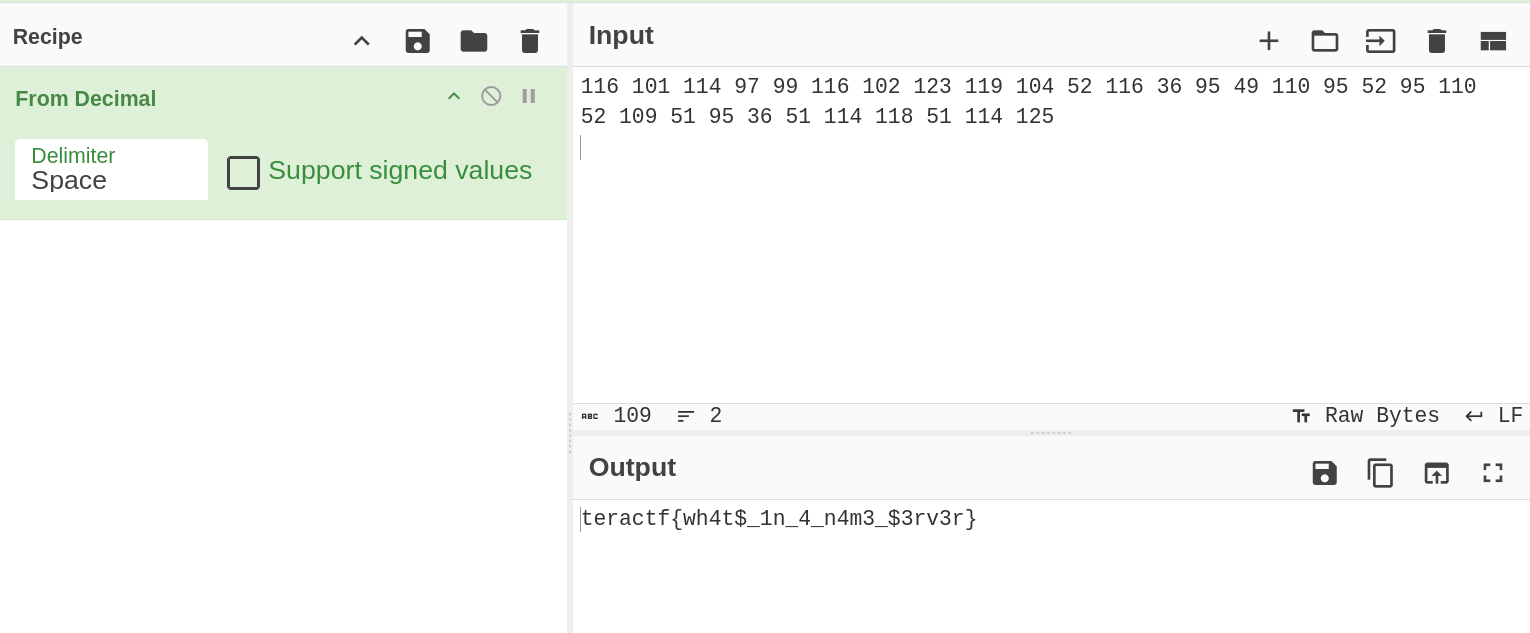 Recipe
From Decimal
Delimiter
Space
Support signed values
Input
116 101 114 97 99 116 102 123 119 104 52 116 36 95 49 110 95 52 95 110
52 109 51 95 36 51 114 118 51 114 125
ABC 109 2 Tт Raw Bytes LF
Output
teractf{wh4t$_1n_4_n4m3_$3rv3r}